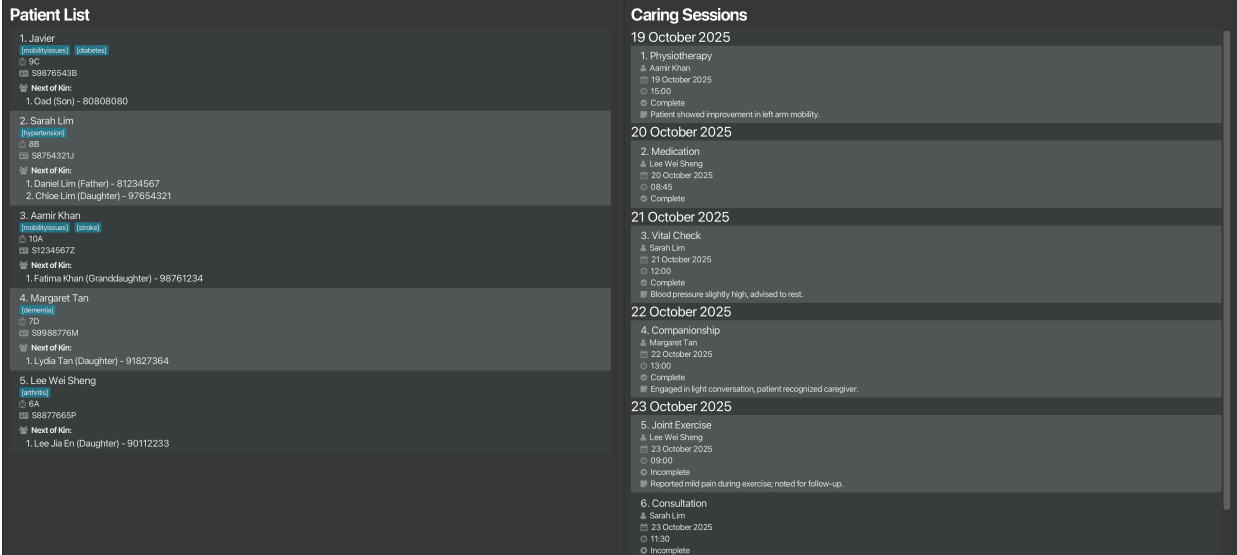 Patient List
1. Javier
[mobilityissues] [diabetes]
9C
S9876543B
Next of Kin:
1. Oad (Son) - 80808080
2. Sarah Lim
[hypertension]
8B
S8754321J
Next of Kin:
1. Daniel Lim (Father) - 81234567
2. Chloe Lim (Daughter) - 97654321
3. Aamir Khan
[mobilityissues] [stroke]
10A
S1234567Z
Next of Kin:
1. Fatima Khan (Granddaughter) - 98761234
4. Margaret Tan
[dementia]
7D
S9988776M
Next of Kin:
1. Lydia Tan (Daughter) - 91827364
5. Lee Wei Sheng
[arthritis]
6A
S8877665P
Next of Kin:
1. Lee Jia En (Daughter) - 90112233
Caring Sessions
19 October 2025
1. Physiotherapy
Aamir Khan
19 October 2025
15:00
Complete
Patient showed improvement in left arm mobility.
20 October 2025
2. Medication
Lee Wei Sheng
20 October 2025
08:45
Complete
21 October 2025
3. Vital Check
Sarah Lim
21 October 2025
12:00
Complete
Blood pressure slightly high, advised to rest.
22 October 2025
4. Companionship
Margaret Tan
22 October 2025
13:00
Complete
Engaged in light conversation, patient recognized caregiver.
23 October 2025
5. Joint Exercise
Lee Wei Sheng
23 October 2025
09:00
Incomplete
Reported mild pain during exercise; noted for follow-up.
6. Consultation
Sarah Lim
23 October 2025
11:30
Incomplete